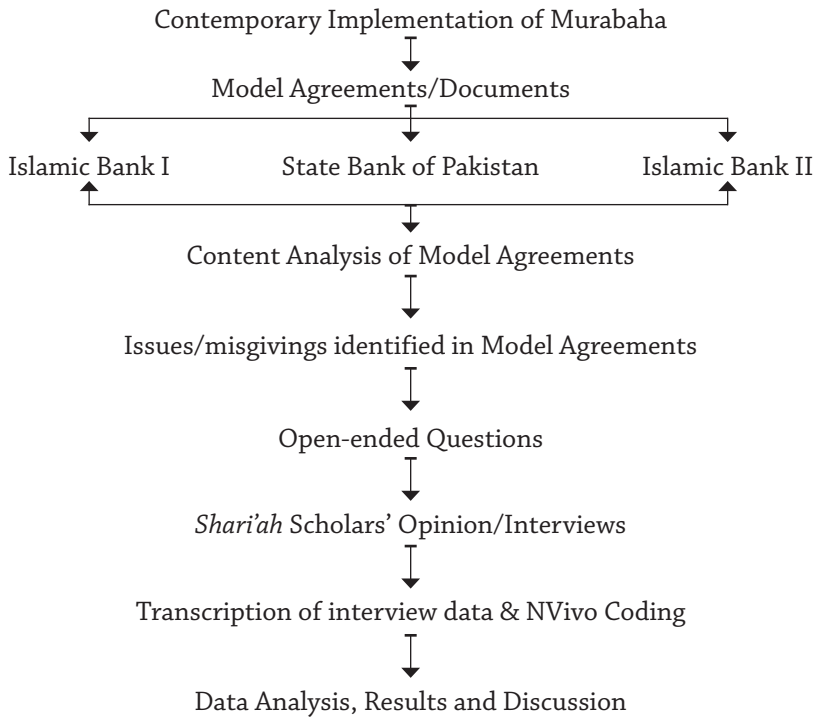 Contemporary Implementation of Murabaha
Model Agreements/Documents
Islamic Bank I
State Bank of Pakistan
Islamic Bank II
Content Analysis of Model Agreements
Issues/misgivings identified in Model Agreements
Open-ended Questions
Shari'ah Scholars' Opinion/Interviews
Transcription of interview data & NVivo Coding
Data Analysis, Results and Discussion